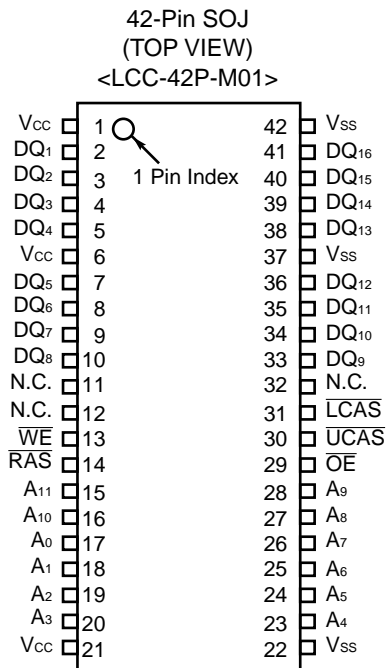 42-Pin SOJ
(TOP VIEW)
<LCC-42P-M01>
VCC 1 42 VSS
DQ1 2 41 DQ16
DQ2 3 1 Pin Index 40 DQ15
DQ3 4 39 DQ14
DQ4 5 38 DQ13
VCC 6 37 VSS
DQ5 7 36 DQ12
DQ6 8 35 DQ11
DQ7 9 34 DQ10
DQ8 10 33 DQ9
N.C. 11 32 N.C.
N.C. 12 31 LCAS
WE 13 30 UCAS
RAS 14 29 OE
A11 15 28 A9
A10 16 27 A8
A0 17 26 A7
A1 18 25 A6
A2 19 24 A5
A3 20 23 A4
VCC 21 22 VSS